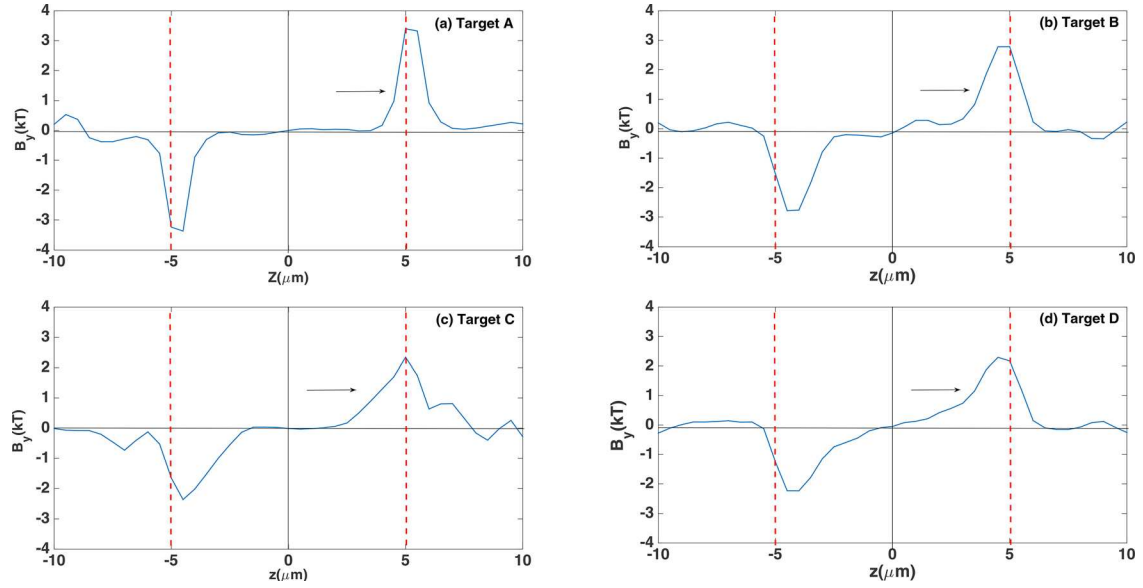 (a) Target A
4
3
2
1
0
-1
-2
-3
-4
B_y(kT)
-10 -5 0 5 10
Z(μm)
(b) Target B
4
3
2
1
0
-1
-2
-3
-4
B_y(kT)
-10 -5 0 5 10
z(μm)
(c) Target C
4
3
2
1
0
-1
-2
-3
-4
B_y(kT)
-10 -5 0 5 10
z(μm)
(d) Target D
4
3
2
1
0
-1
-2
-3
-4
B_y(kT)
-10 -5 0 5 10
z(μm)